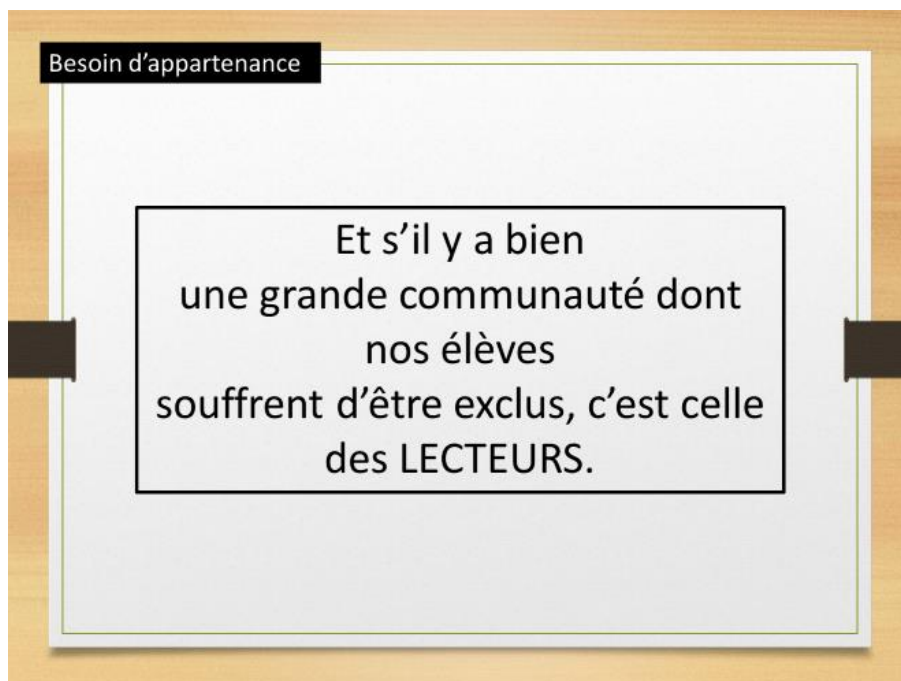 Besoin d’appartenance
Et s’il y a bien
une grande communauté dont
nos élèves
souffrent d’être exclus, c’est celle
des LECTEURS.